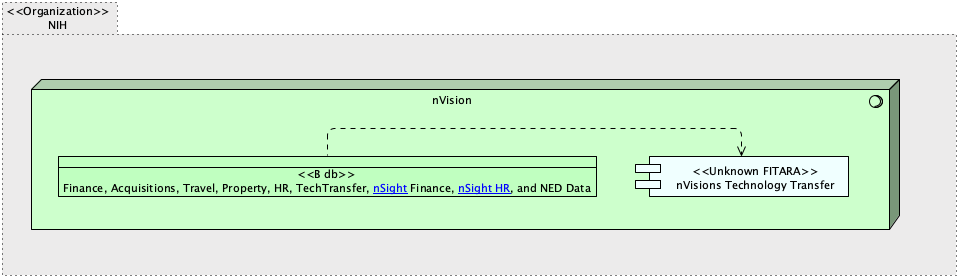 <<Organization>>
NIH
nVision
<<B db>>
Finance, Acquisitions, Travel, Property, HR, TechTransfer, nSight Finance, nSight HR, and NED Data
<<Unknown FITARA>>
nVisions Technology Transfer